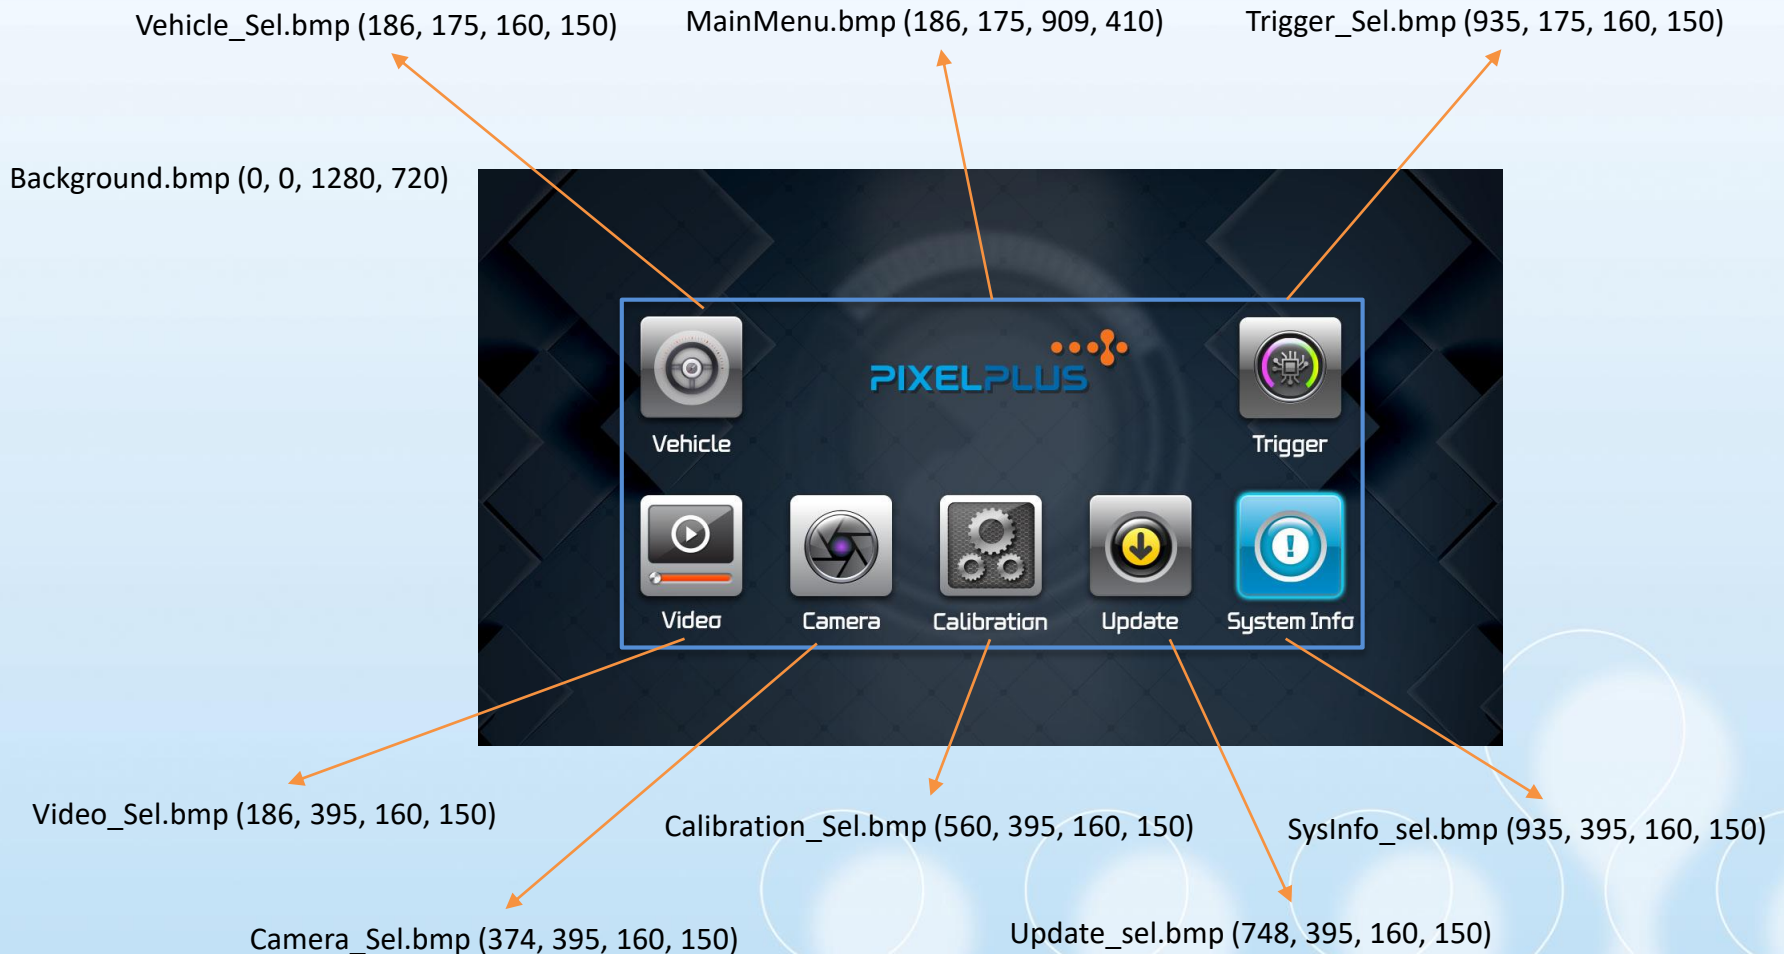 Vehicle_Sel.bmp (186, 175, 160, 150)
MainMenu.bmp (186, 175, 909, 410)
Trigger_Sel.bmp (935, 175, 160, 150)
Background.bmp (0, 0, 1280, 720)
PIXELPLUS
Vehicle
Trigger
Video
Camera
Calibration
Update
System Info
Video_Sel.bmp (186, 395, 160, 150)
Calibration_Sel.bmp (560, 395, 160, 150)
SysInfo_sel.bmp (935, 395, 160, 150)
Camera_Sel.bmp (374, 395, 160, 150)
Update_sel.bmp (748, 395, 160, 150)